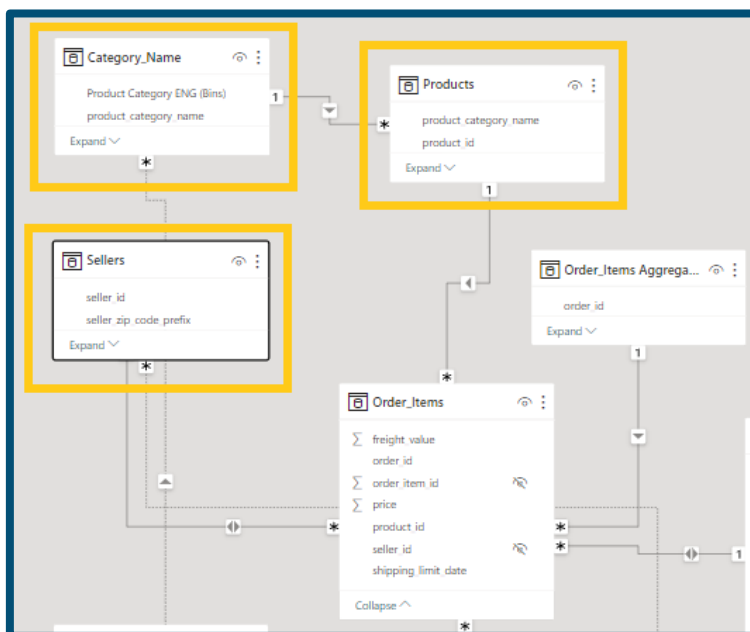 Category_Name
Product Category ENG (Bins)
product_category_name
Expand
1
*
*
Products
product_category_name
product_id
Expand
1
Sellers
seller_id
seller_zip_code_prefix
Expand
*
Order_Items Aggrega...
order_id
Expand
1
*
Order_Items
freight_value
order_id
order_item_id
price
product_id
seller_id
shipping_limit_date
Collapse
*
*
*
1
*